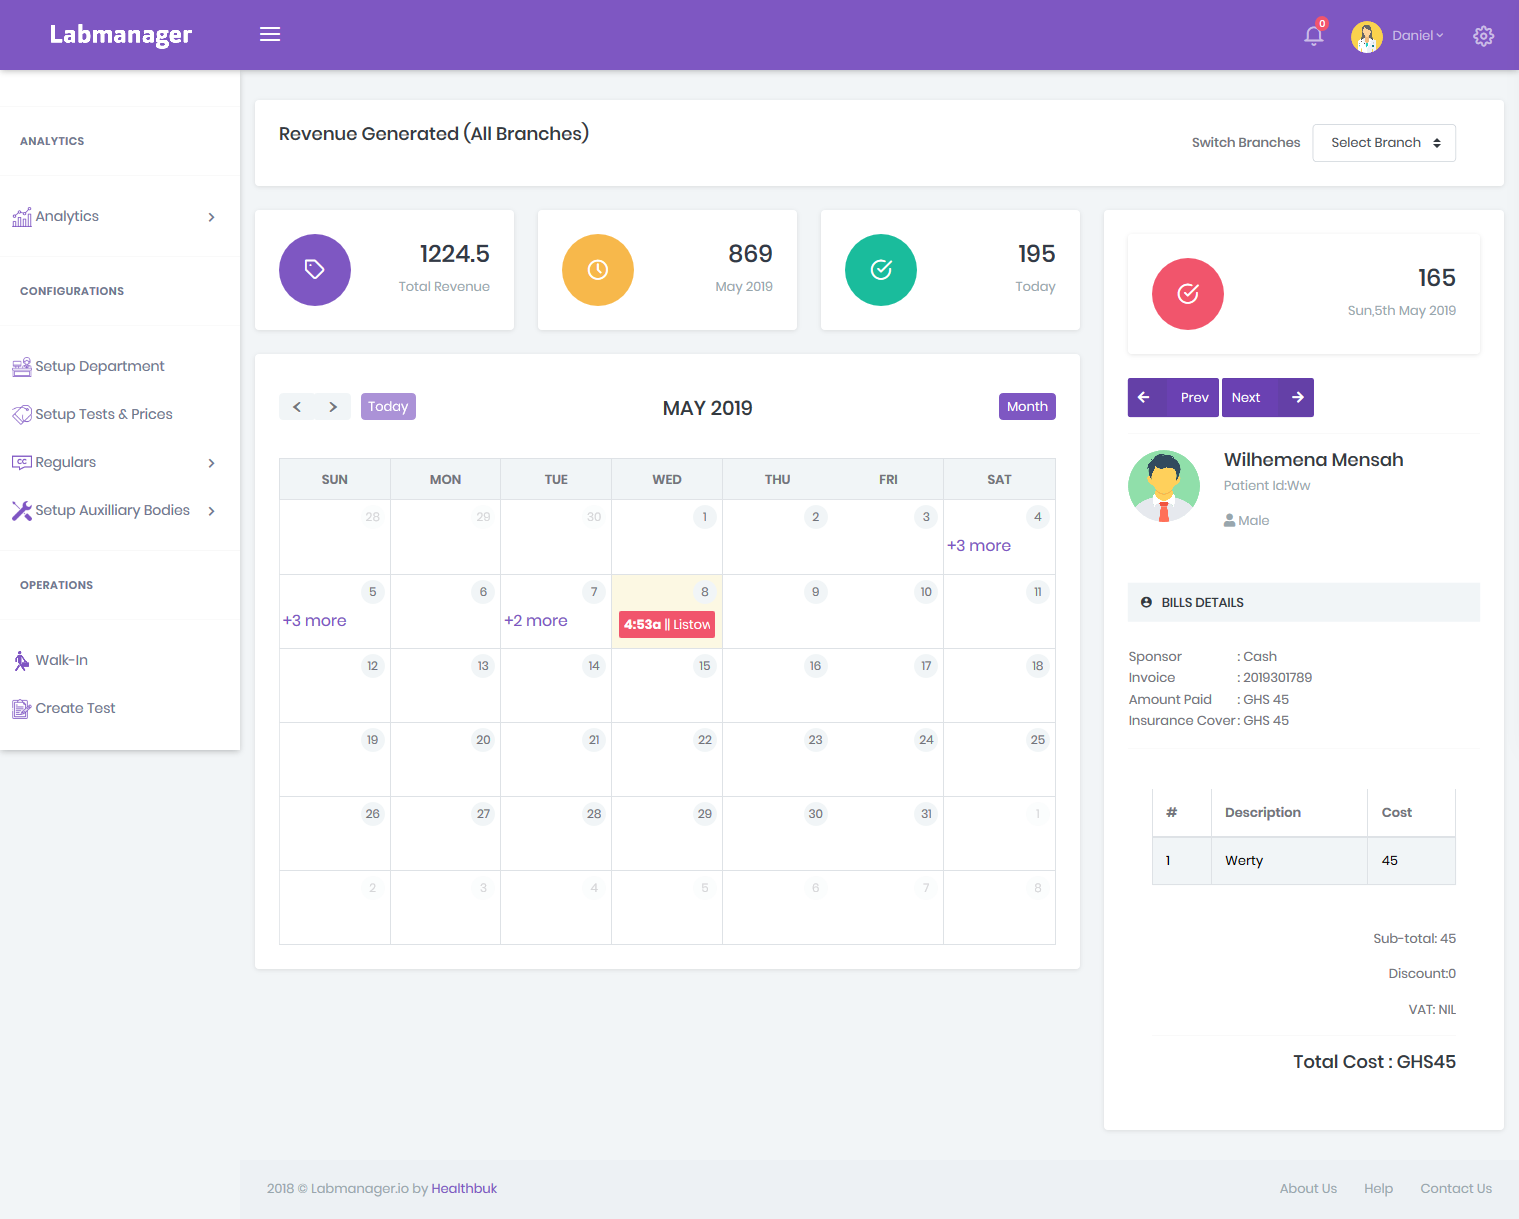 Labmanager
0
Daniel
ANALYTICS
Analytics
CONFIGURATIONS
Setup Department
Setup Tests & Prices
Regulars
Setup Auxilliary Bodies
OPERATIONS
Walk-In
Create Test
Revenue Generated (All Branches)
Switch Branches
Select Branch
1224.5
Total Revenue
869
May 2019
195
Today
Today
MAY 2019
Month
SUN MON TUE WED THU FRI SAT
28 29 30 1 2 3 4
+3 more
5 6 7 8 9 10 11
+3 more +2 more 4:53a || Listow
12 13 14 15 16 17 18
19 20 21 22 23 24 25
26 27 28 29 30 31 1
2 3 4 5 6 7 8
165
Sun,5th May 2019
Prev Next
Wilhemena Mensah
Patient Id:Ww
Male
BILLS DETAILS
Sponsor : Cash
Invoice : 2019301789
Amount Paid : GHS 45
Insurance Cover : GHS 45
# Description Cost
1 Werty 45
Sub-total: 45
Discount:0
VAT: NIL
Total Cost : GHS45
2018 © Labmanager.io by Healthbuk
About Us Help Contact Us